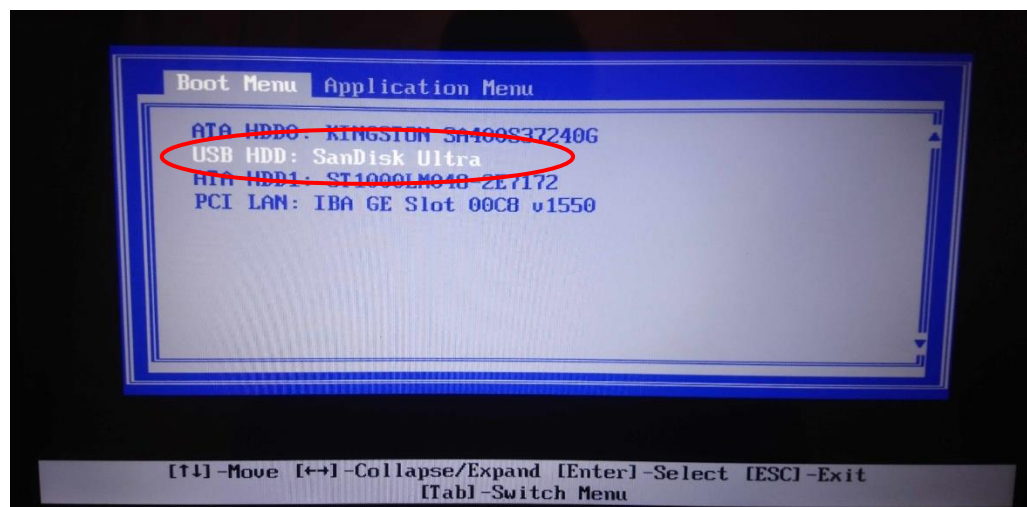 Boot Menu Application Menu
ATA HDD0: KINGSTON SA400S37240G
USB HDD: SanDisk Ultra
ATA HDD1: ST1000LM048-2E7172
PCI LAN: IBA GE Slot 00C8 v1550
[↑↓]-Move [←→]-Collapse/Expand [Enter]-Select [ESC]-Exit
[Tab]-Switch Menu